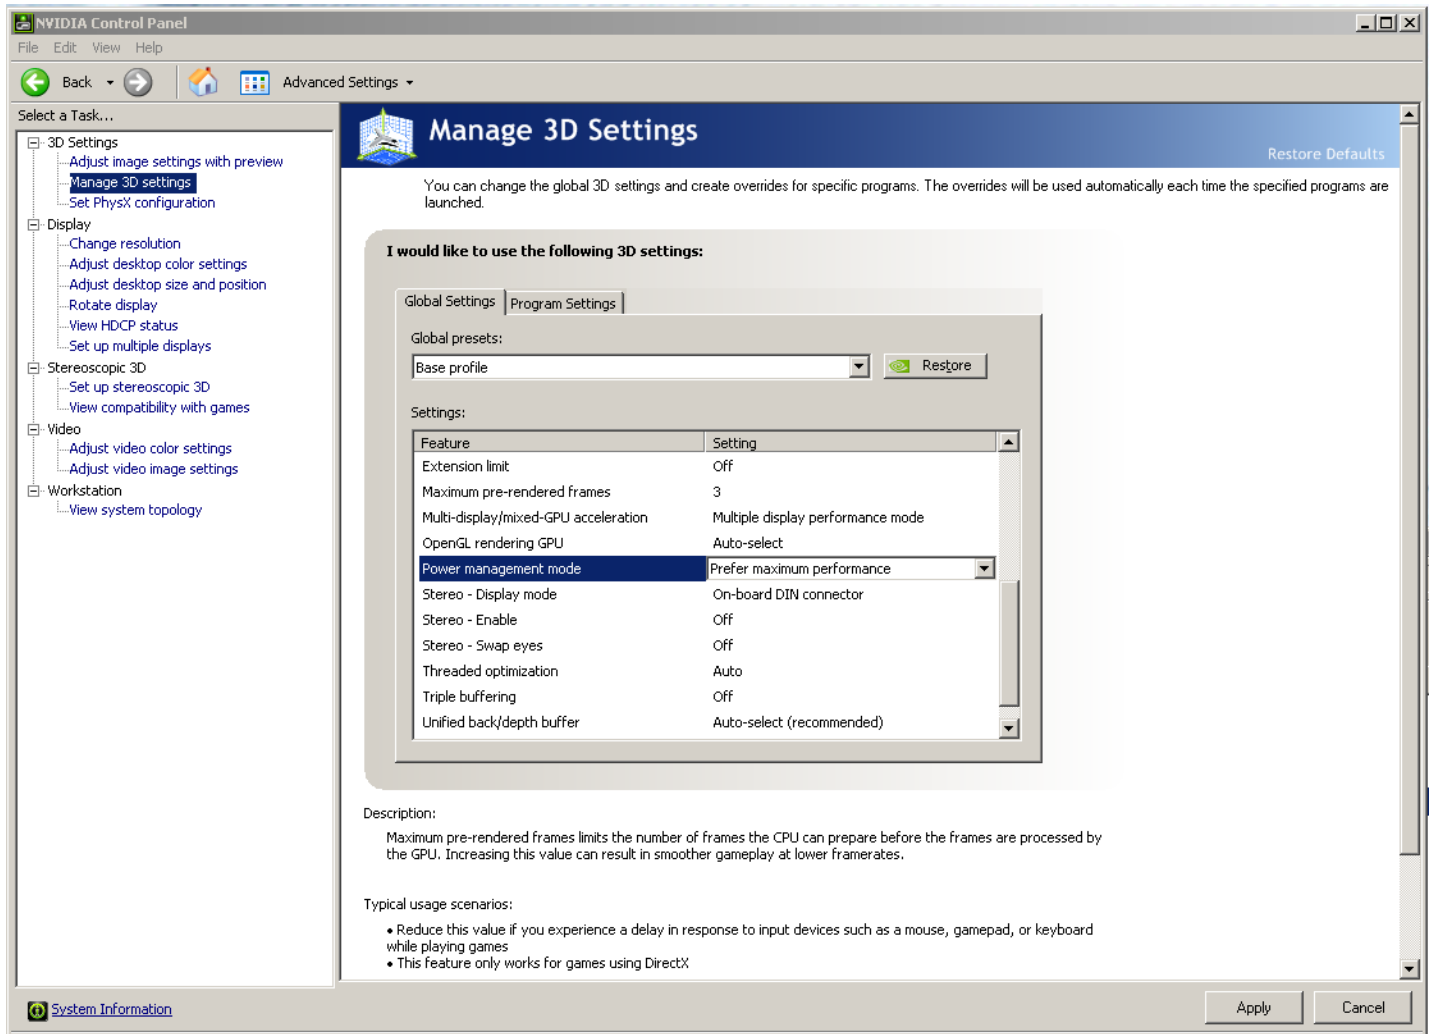 NVIDIA Control Panel
File Edit View Help
Back Advanced Settings
Select a Task...
3D Settings
Adjust image settings with preview
Manage 3D settings
Set PhysX configuration
Display
Change resolution
Adjust desktop color settings
Adjust desktop size and position
Rotate display
View HDCP status
Set up multiple displays
Stereoscopic 3D
Set up stereoscopic 3D
View compatibility with games
Video
Adjust video color settings
Adjust video image settings
Workstation
View system topology
System Information
Manage 3D Settings
Restore Defaults
You can change the global 3D settings and create overrides for specific programs. The overrides will be used automatically each time the specified programs are
launched.
I would like to use the following 3D settings:
Global Settings Program Settings
Global presets:
Base profile Restore
Settings:
Feature Setting
Extension limit Off
Maximum pre-rendered frames 3
Multi-display/mixed-GPU acceleration Multiple display performance mode
OpenGL rendering GPU Auto-select
Power management mode Prefer maximum performance
Stereo - Display mode On-board DIN connector
Stereo - Enable Off
Stereo - Swap eyes Off
Threaded optimization Auto
Triple buffering Off
Unified back/depth buffer Auto-select (recommended)
Description:
Maximum pre-rendered frames limits the number of frames the CPU can prepare before the frames are processed by
the GPU. Increasing this value can result in smoother gameplay at lower framerates.
Typical usage scenarios:
• Reduce this value if you experience a delay in response to input devices such as a mouse, gamepad, or keyboard
while playing games
• This feature only works for games using DirectX
Apply Cancel